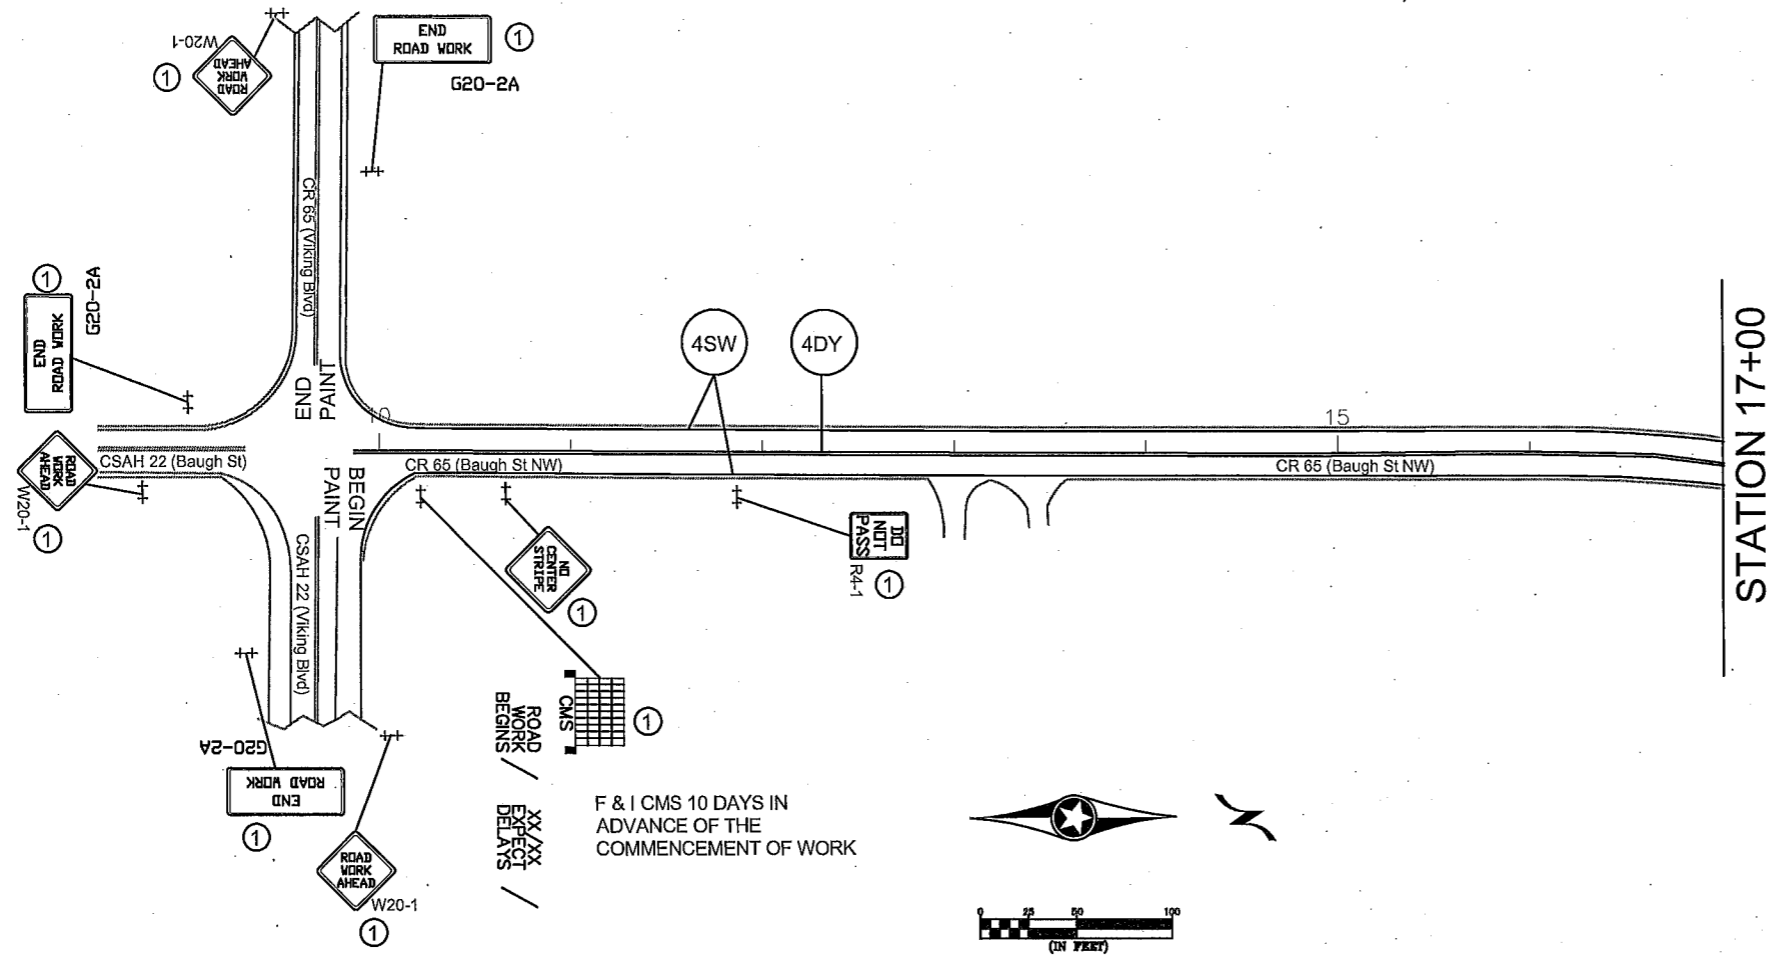 W20-1
ROAD
WORK
AHEAD
1
END
ROAD WORK
1
G20-2A
CR 65 (Viking Blvd)
1
G20-2A
END
ROAD WORK
END
PAINT
4SW
4DY
10
15
STATION 17+00
ROAD
WORK
AHEAD
W20-1
1
CSAH 22 (Baugh St)
CR 65 (Baugh St NW)
CR 65 (Baugh St NW)
BEGIN
PAINT
CSAH 22 (Viking Blvd)
NO
CENTER
STRIPE
1
DO
NOT
PASS
R4-1
1
G20-2A
END
ROAD WORK
1
ROAD
WORK
AHEAD
W20-1
1
CMS
1
ROAD
WORK
BEGINS
XX/XX
EXPECT
DELAYS
F & I CMS 10 DAYS IN
ADVANCE OF THE
COMMENCEMENT OF WORK
N
0 25 50 100
(IN FEET)